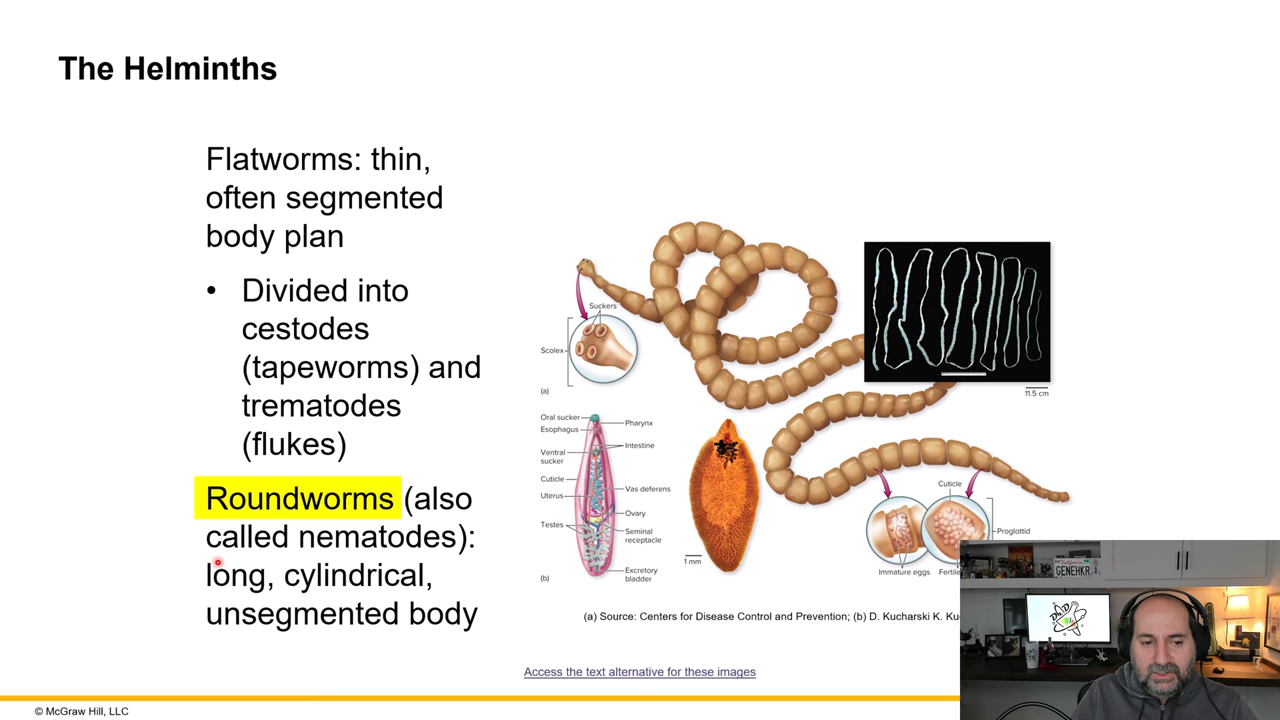 The Helminths
Flatworms: thin,
often segmented
body plan
• Divided into
cestodes
(tapeworms) and
trematodes
(flukes)
Roundworms (also
called nematodes):
long, cylindrical,
unsegmented body
Suckers
Scolex
(a)
11.5 cm
Oral sucker
Esophagus
Ventral
sucker
Cuticle
Uterus
Testes
(b)
Pharynx
Intestine
Vas deferens
Ovary
Seminal
receptacle
Excretory
bladder
1 mm
Cuticle
Proglottid
Immature eggs
(a) Source: Centers for Disease Control and Prevention; (b) D. Kucharski K.
Access the text alternative for these images
© McGraw Hill, LLC
GENEHKR